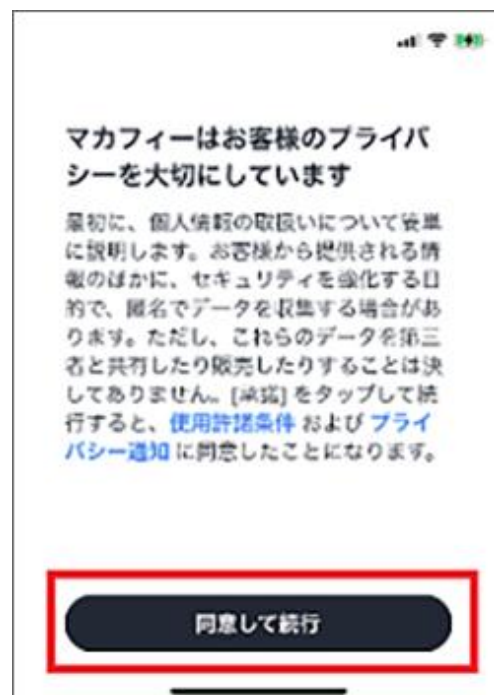 マカフィーはお客様のプライバ
シーを大切にしています
最初に、個人情報の取扱いについて簡単
に説明します。お客様から提供される情
報のほかに、セキュリティを強化する目
的で、匿名でデータを収集する場合があ
ります。ただし、これらのデータを第三
者と共有したり販売したりすることは決
してありません。[承諾] をタップして続
行すると、使用許諾条件 および プライ
バシー通知 に同意したことになります。
同意して続行